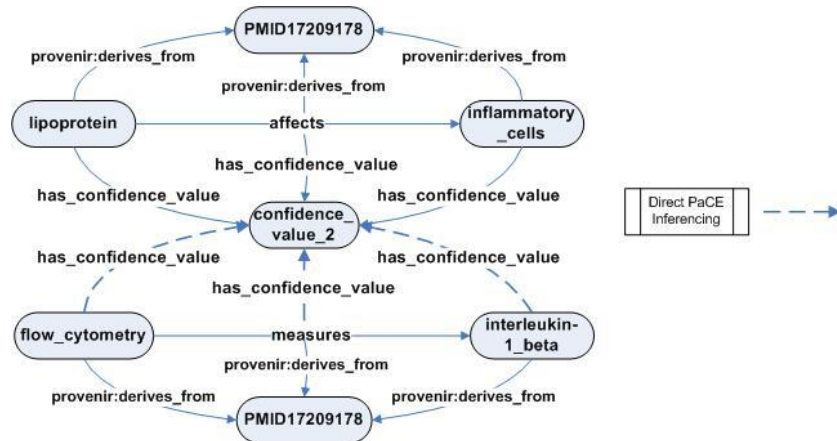 PMID17209178
provenir:derives_from
provenir:derives_from
provenir:derives_from
lipoprotein
affects
inflammatory
_cells
has_confidence_value
has_confidence_value
has_confidence_value
confidence_
value_2
Direct PaCE
Inferencing
has_confidence_value
has_confidence_value
has_confidence_value
flow_cytometry
measures
interleukin-
1_beta
provenir:derives_from
provenir:derives_from
provenir:derives_from
PMID17209178